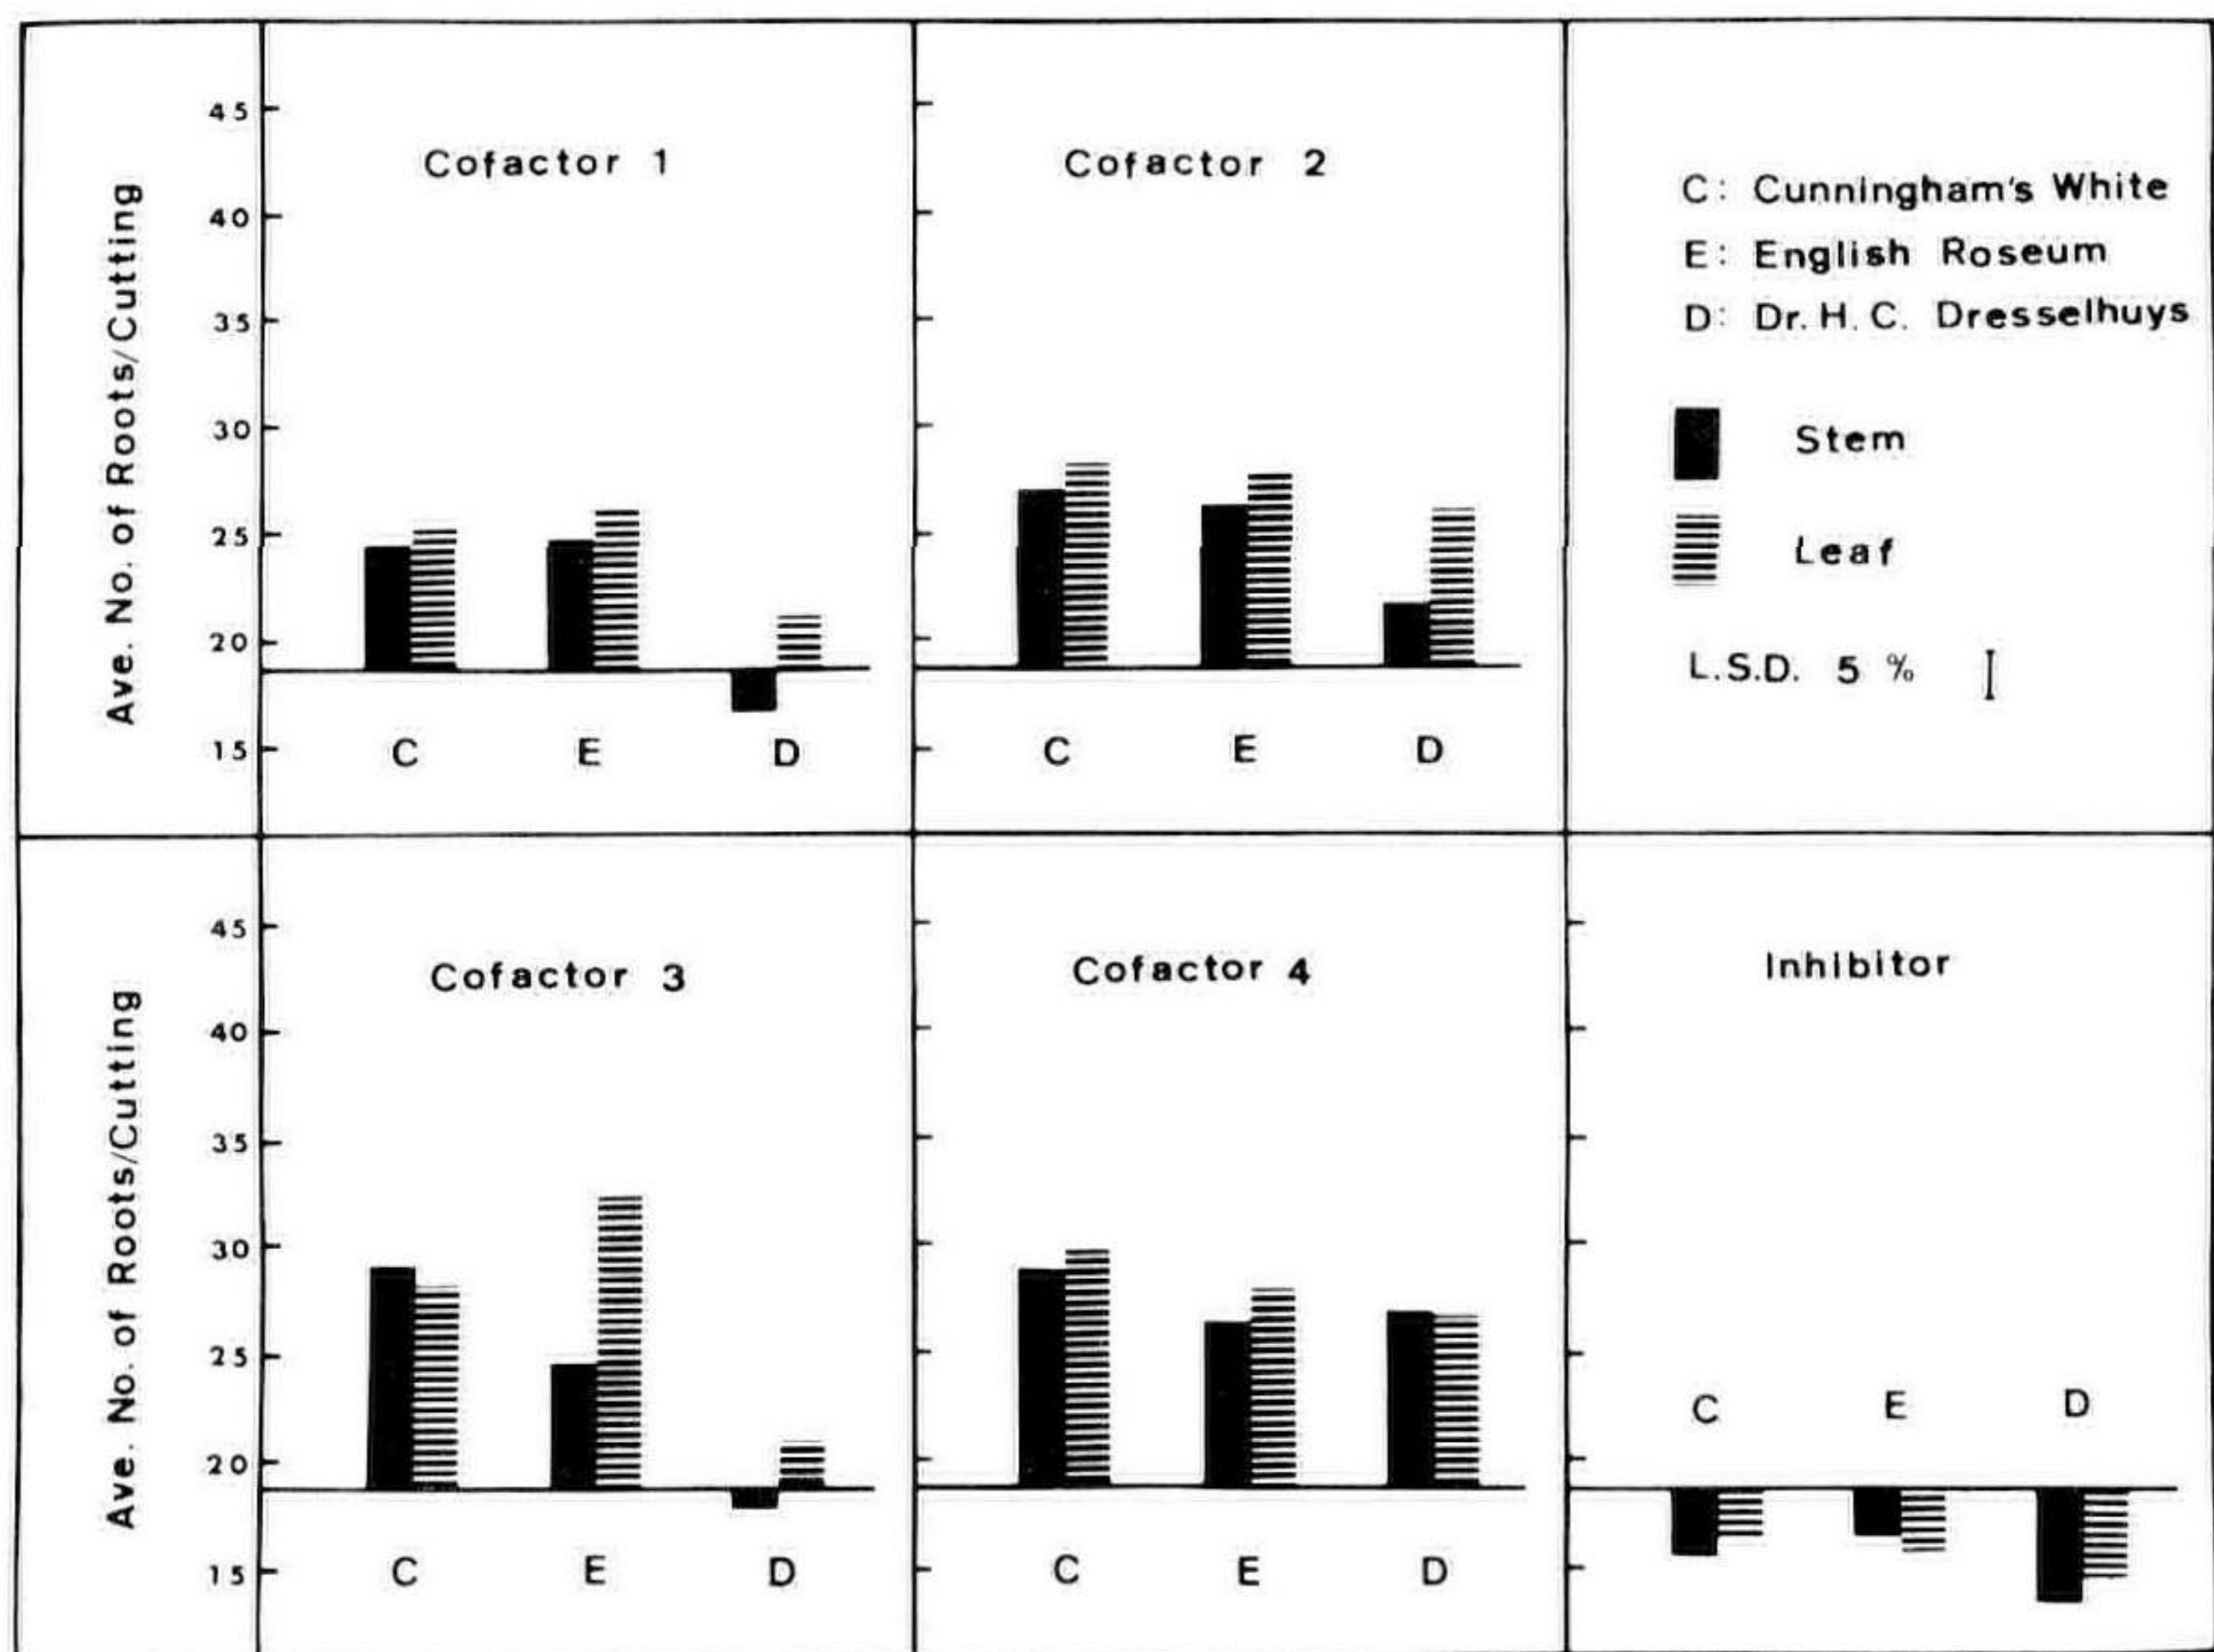 Ave. No. of Roots/Cutting
45
40
35
30
25
20
15
Cofactor 1
C E D
Cofactor 2
C E D
C: Cunningham's White
E: English Roseum
D: Dr. H. C. Dresselhuys
Stem
Leaf
L.S.D. 5 %
Ave. No. of Roots/Cutting
45
40
35
30
25
20
15
Cofactor 3
C E D
Cofactor 4
C E D
Inhibitor
C E D